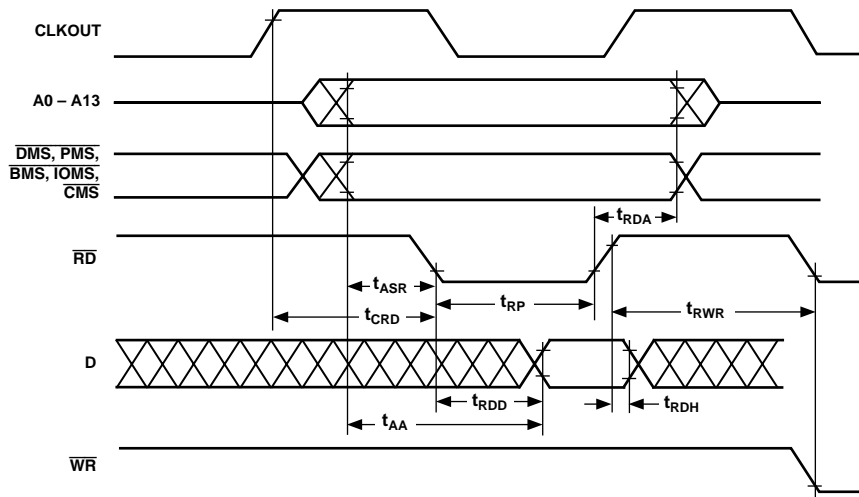 CLKOUT
A0 – A13
DMS, PMS,
BMS, IOMS,
CMS
tRDA
RD
tASR
tRP
tCRD
tRWR
D
tRDD
tRDH
tAA
WR